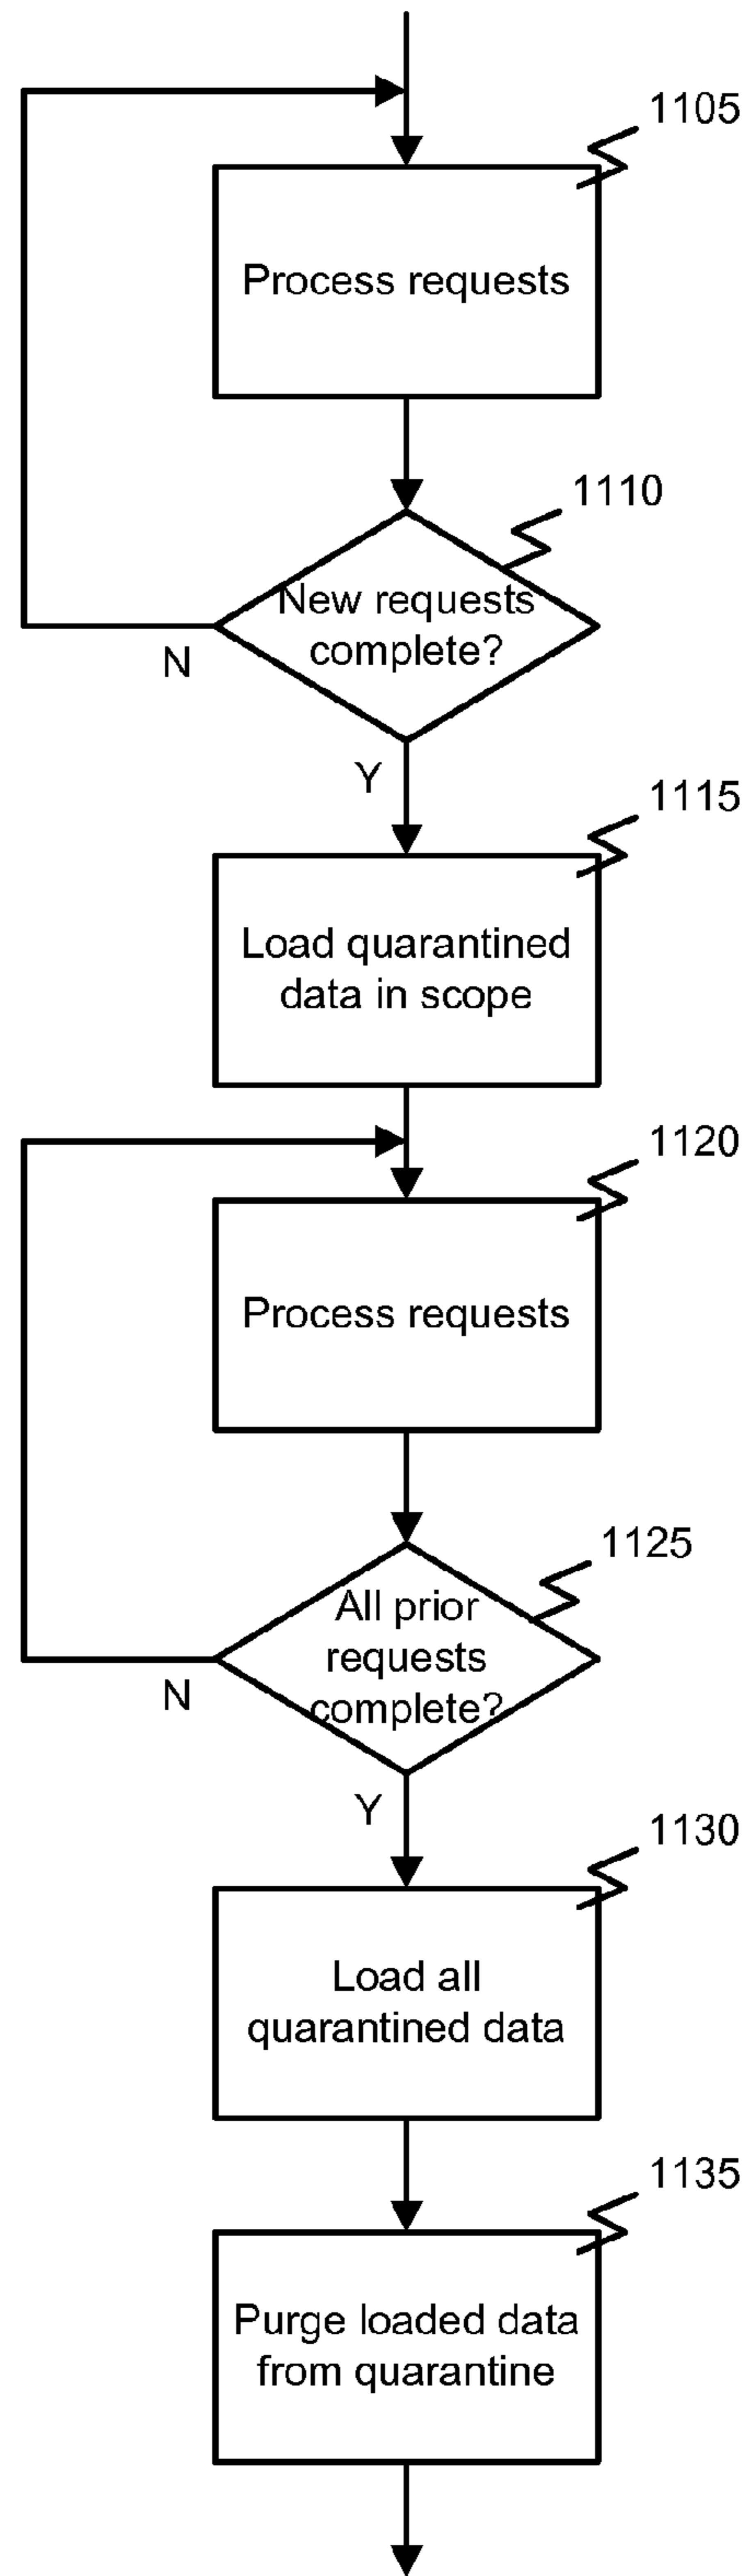 1105
Process requests
1110
New requests
complete?
N
Y
1115
Load quarantined
data in scope
1120
Process requests
1125
All prior
requests
complete?
N
Y
1130
Load all
quarantined data
1135
Purge loaded data
from quarantine